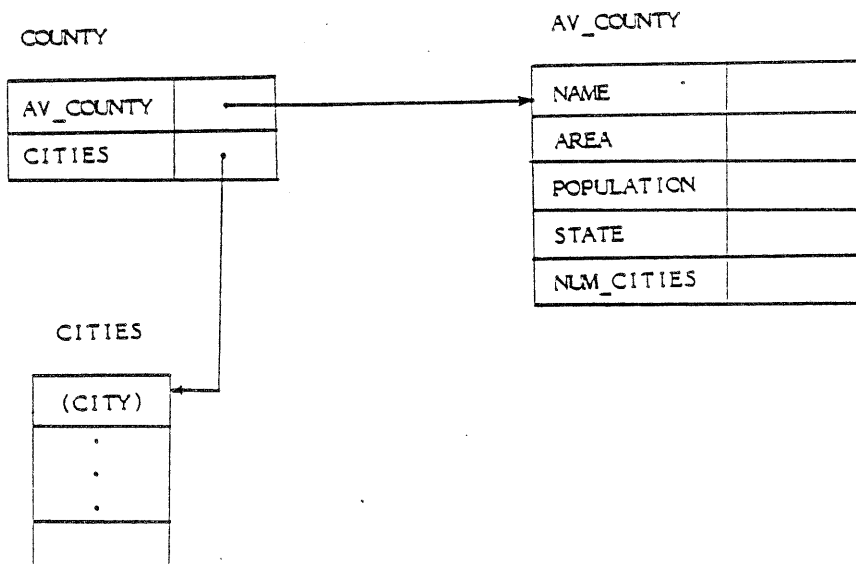 COUNTY
AV_COUNTY
CITIES
AV_COUNTY
NAME
AREA
POPULATION
STATE
NUM_CITIES
CITIES
(CITY)